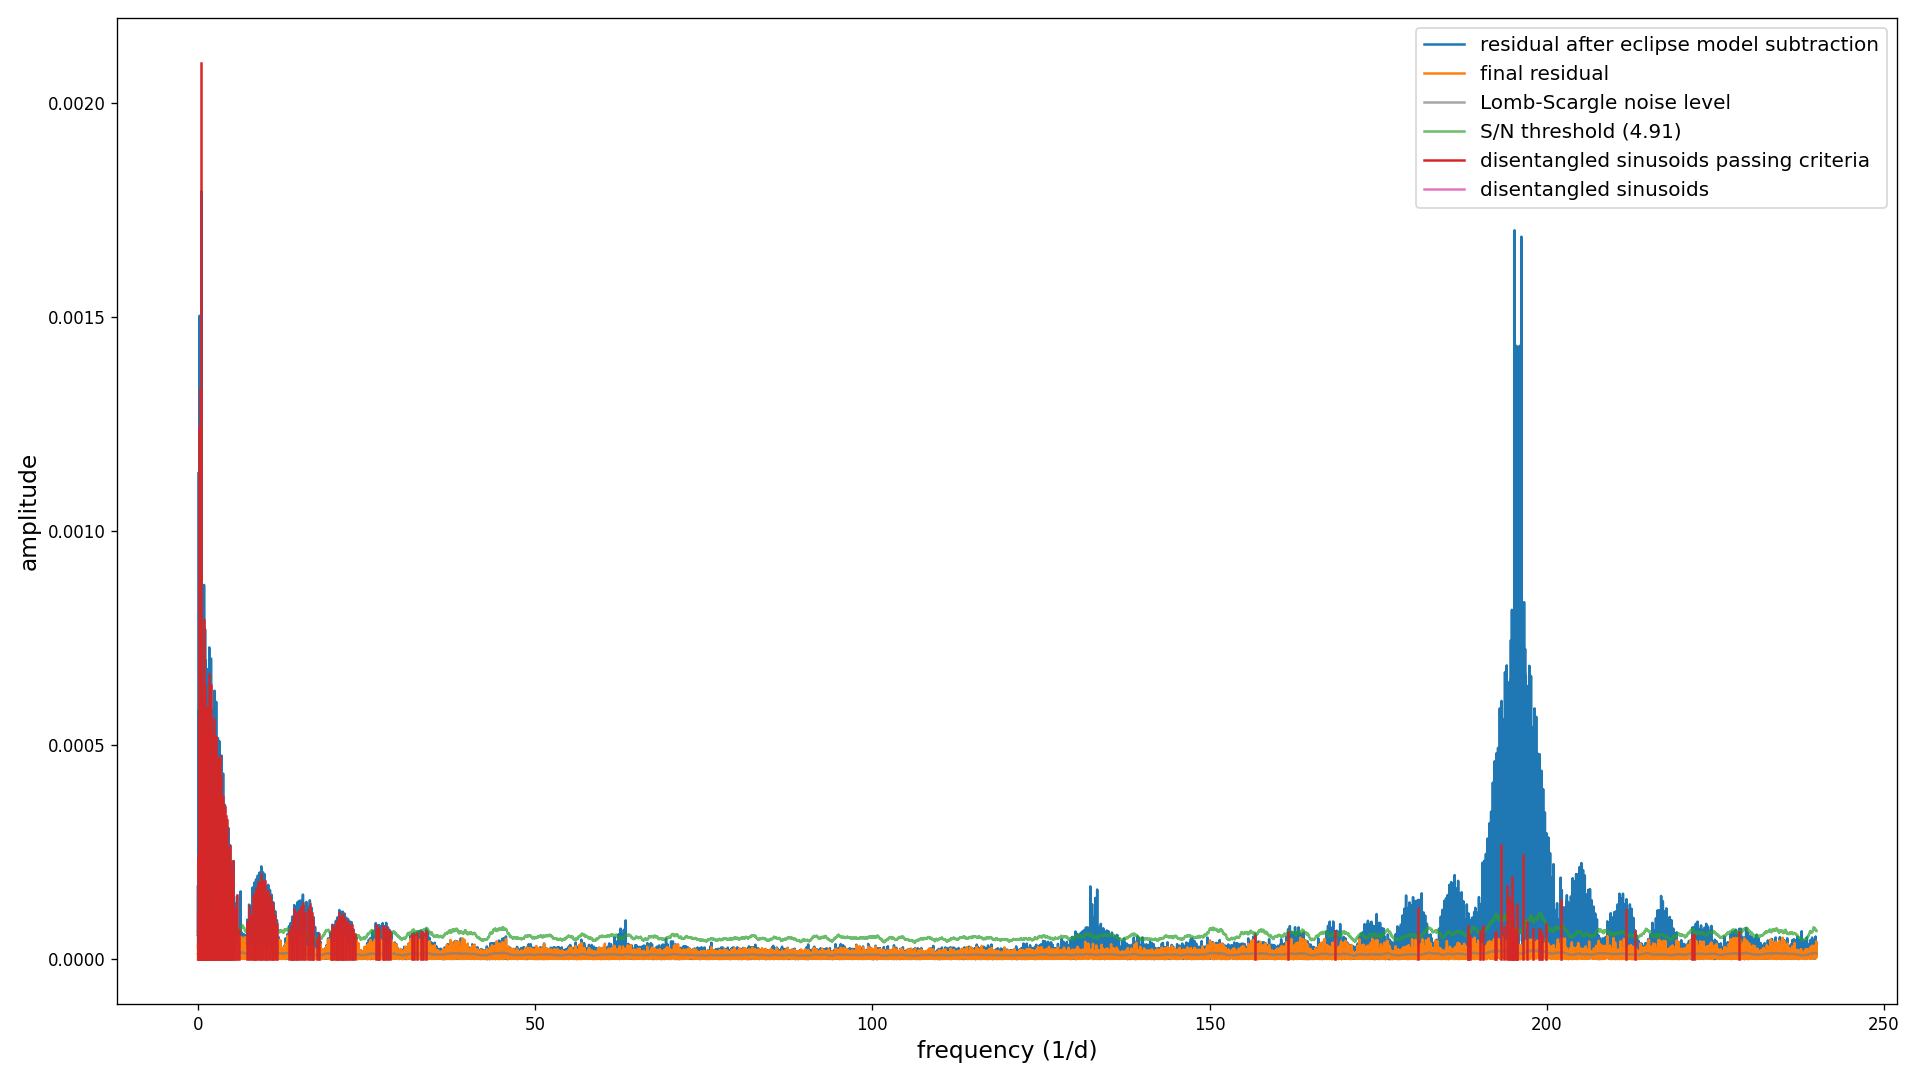 residual after eclipse model subtraction
final residual
Lomb-Scargle noise level
S/N threshold (4.91)
disentangled sinusoids passing criteria
disentangled sinusoids
amplitude
0.0020
0.0015
0.0010
0.0005
0.0000
0 50 100 150 200 250
frequency (1/d)